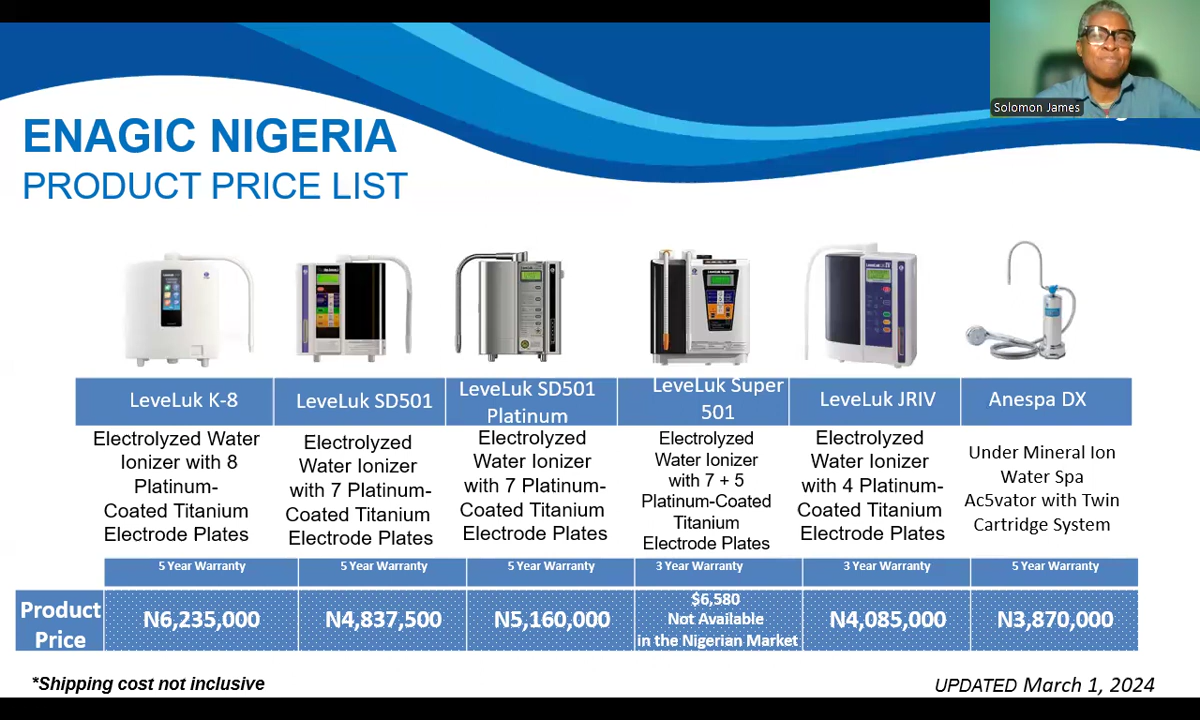 Solomon James
ENAGIC NIGERIA
PRODUCT PRICE LIST
LeveLuk K-8
LeveLuk SD501
LeveLuk SD501
Platinum
LeveLuk Super
501
LeveLuk JRIV
Anespa DX
Electrolyzed Water
Ionizer with 8
Platinum-
Coated Titanium
Electrode Plates
Electrolyzed
Water Ionizer
with 7 Platinum-
Coated Titanium
Electrode Plates
Electrolyzed
Water Ionizer
with 7 Platinum-
Coated Titanium
Electrode Plates
Electrolyzed
Water Ionizer
with 7 + 5
Platinum-Coated
Titanium
Electrode Plates
Electrolyzed
Water Ionizer
with 4 Platinum-
Coated Titanium
Electrode Plates
Under Mineral Ion
Water Spa
Ac5vator with Twin
Cartridge System
5 Year Warranty
5 Year Warranty
5 Year Warranty
3 Year Warranty
3 Year Warranty
5 Year Warranty
Product
Price
N6,235,000
N4,837,500
N5,160,000
$6,580
Not Available
in the Nigerian Market
N4,085,000
N3,870,000
*Shipping cost not inclusive
UPDATED March 1, 2024